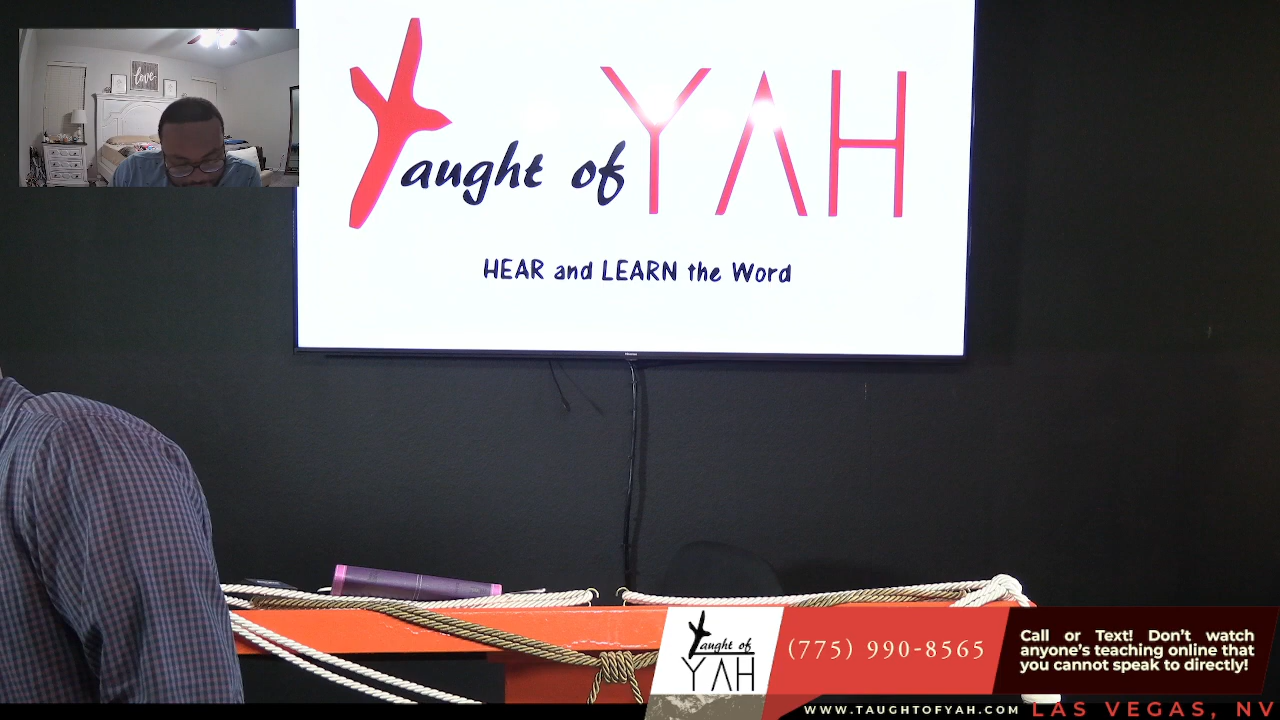 love
Taught of YAH
HEAR and LEARN the Word
Taught of
YAH
(775) 990-8565
Call or Text! Don't watch
anyone's teaching online that
you cannot speak to directly!
WWW.TAUGHTOFYAH.COM
LAS VEGAS, NV